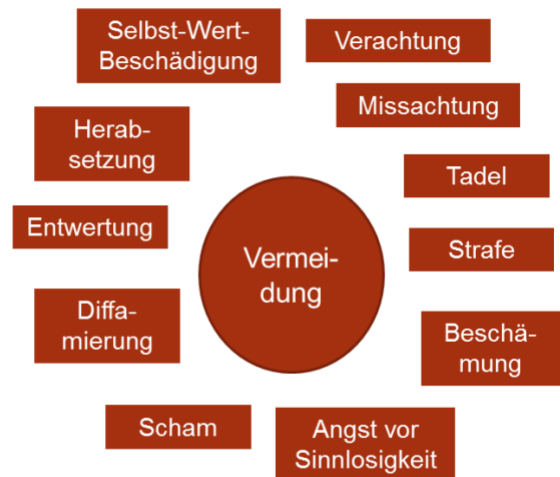 Selbst-Wert-
Beschädigung
Verachtung
Missachtung
Herab-
setzung
Tadel
Entwertung
Vermei-
dung
Strafe
Diffa-
mierung
Beschä-
mung
Scham
Angst vor
Sinnlosigkeit